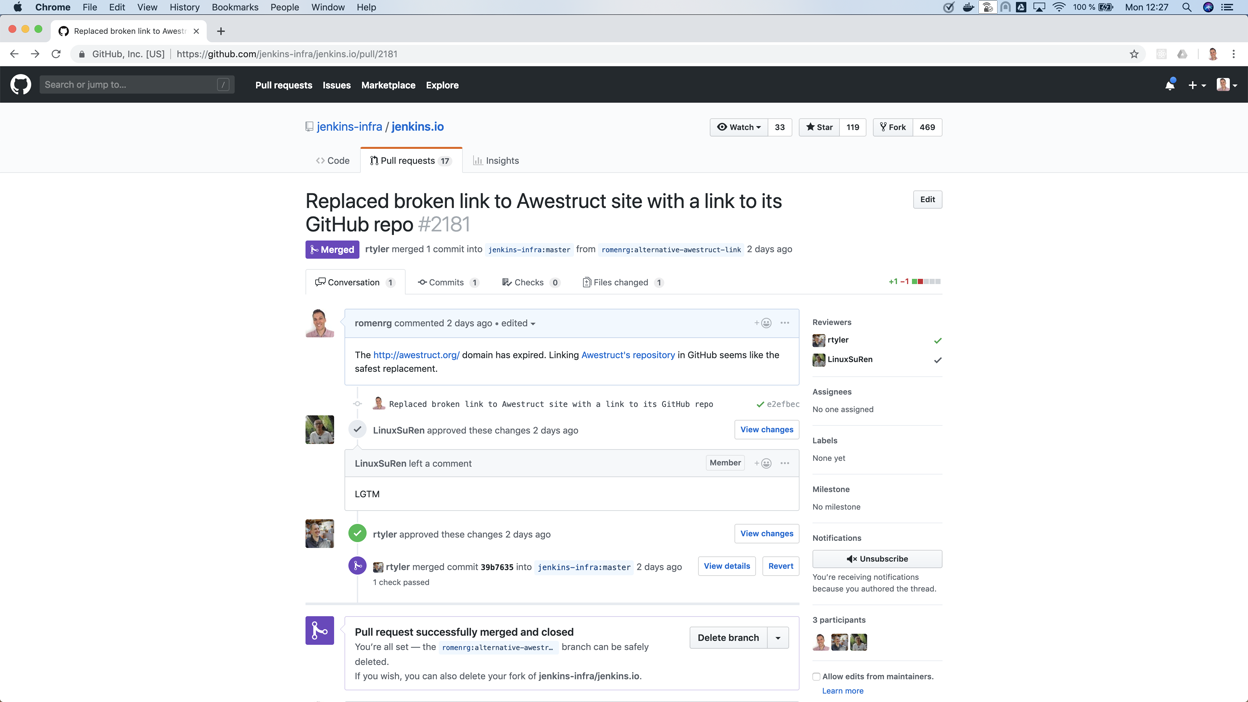 Chrome File Edit View History Bookmarks People Window Help 100 % Mon 12:27
Replaced broken link to Awest
GitHub, Inc. [US] https://github.com/jenkins-infra/jenkins.io/pull/2181
Search or jump to... / Pull requests Issues Marketplace Explore
jenkins-infra / jenkins.io Watch 33 Star 119 Fork 469
Code Pull requests 17 Insights
Replaced broken link to Awestruct site with a link to its
GitHub repo #2181
Edit
Merged rtyler merged 1 commit into jenkins-infra:master from romenrg:alternative-awestruct-link 2 days ago
Conversation 1 Commits 1 Checks 0 Files changed 1 +1 −1
romenrg commented 2 days ago • edited
The http://awestruct.org/ domain has expired. Linking Awestruct's repository in GitHub seems like the
safest replacement.
Replaced broken link to Awestruct site with a link to its GitHub repo e2efbec
LinuxSuRen approved these changes 2 days ago View changes
LinuxSuRen left a comment Member
LGTM
rtyler approved these changes 2 days ago View changes
rtyler merged commit 39b7635 into jenkins-infra:master 2 days ago View details Revert
1 check passed
Pull request successfully merged and closed
You're all set — the romenrg:alternative-awestr… branch can be safely
deleted.
If you wish, you can also delete your fork of jenkins-infra/jenkins.io.
Delete branch
Reviewers
rtyler
LinuxSuRen
Assignees
No one assigned
Labels
None yet
Milestone
No milestone
Notifications
Unsubscribe
You're receiving notifications
because you authored the thread.
3 participants
Allow edits from maintainers.
Learn more